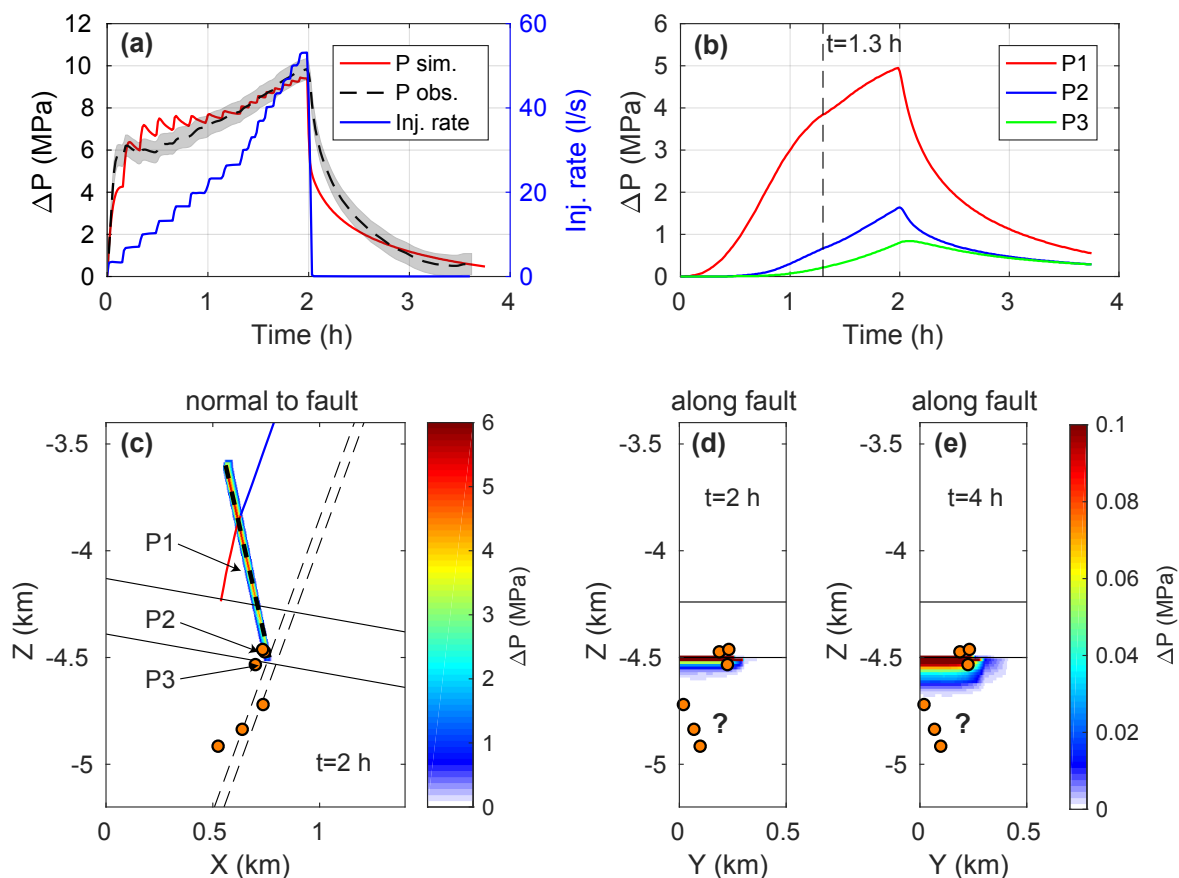 (a)
P sim.
P obs.
Inj. rate
12
10
8
6
4
2
0
ΔP (MPa)
60
40
20
0
Inj. rate (l/s)
0 1 2 3 4
Time (h)
(b)
t=1.3 h
P1
P2
P3
6
5
4
3
2
1
0
ΔP (MPa)
0 1 2 3 4
Time (h)
normal to fault
(c)
P1
P2
P3
t=2 h
-3.5
-4
-4.5
-5
Z (km)
0 0.5 1
X (km)
6
5
4
3
2
1
0
ΔP (MPa)
along fault
(d)
t=2 h
?
-3.5
-4
-4.5
-5
Z (km)
0 0.5
Y (km)
along fault
(e)
t=4 h
?
-3.5
-4
-4.5
-5
Z (km)
0 0.5
Y (km)
0.1
0.08
0.06
0.04
0.02
0
ΔP (MPa)